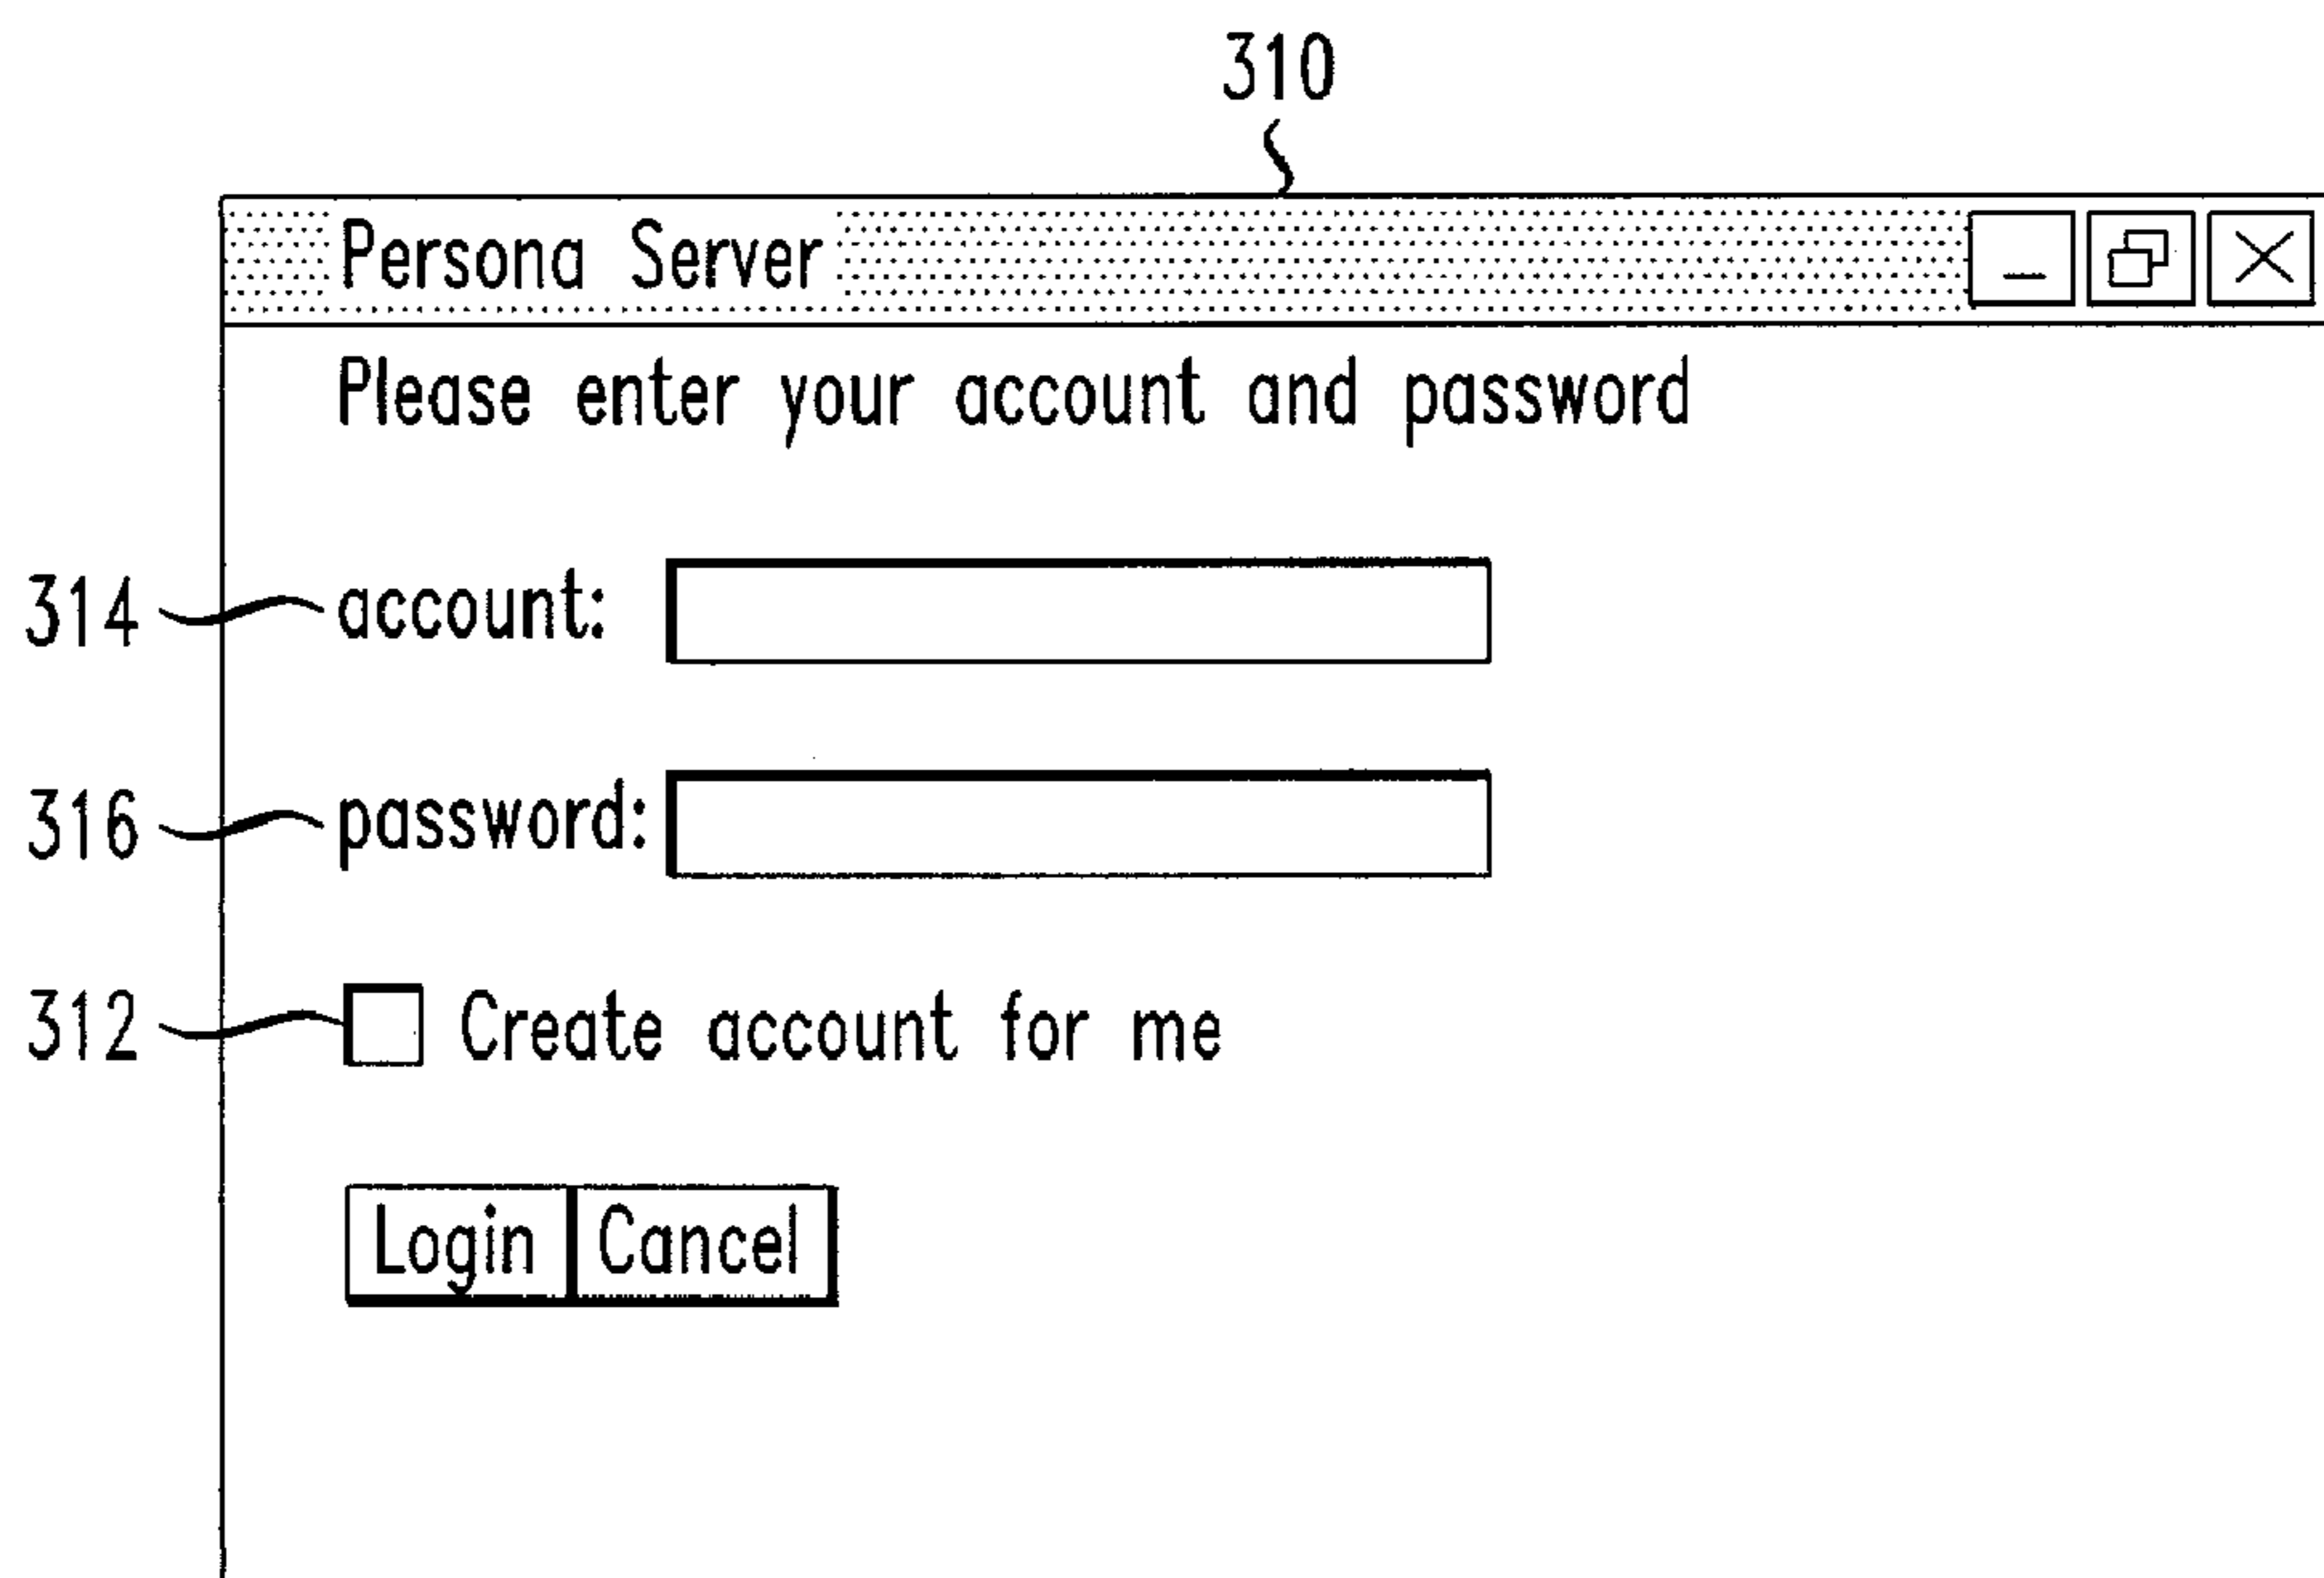 310
Persona Server
Please enter your account and password
314 account:
316 password:
312 Create account for me
Login Cancel